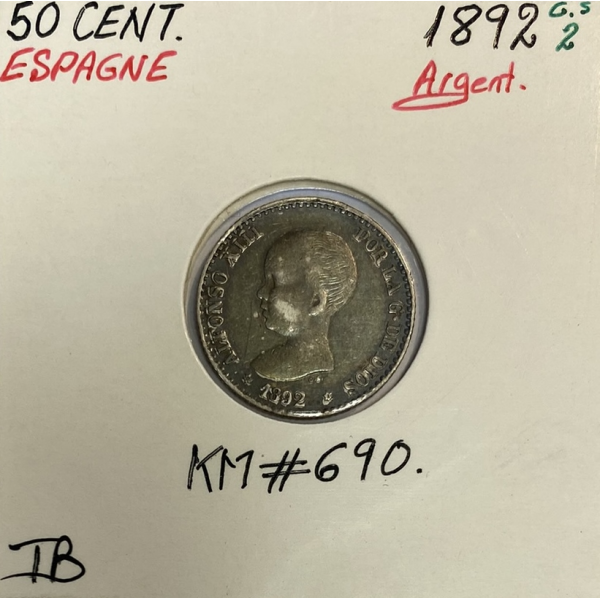 50 CENT.
ESPAGNE
1892 G.S
2
Argent.
ALFONSO XIII POR LA G. DE DIOS
1892
KM#690.
TB